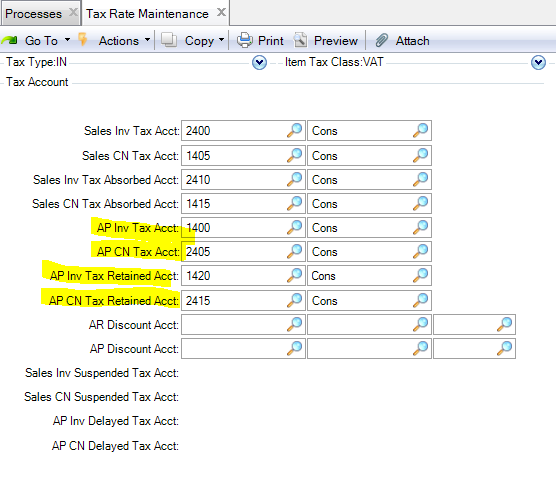 Processes X Tax Rate Maintenance X
Go To Actions Copy Print Preview Attach
Tax Type:IN Item Tax Class:VAT
Tax Account
Sales Inv Tax Acct: 2400 Cons
Sales CN Tax Acct: 1405 Cons
Sales Inv Tax Absorbed Acct: 2410 Cons
Sales CN Tax Absorbed Acct: 1415 Cons
AP Inv Tax Acct: 1400 Cons
AP CN Tax Acct: 2405 Cons
AP Inv Tax Retained Acct: 1420 Cons
AP CN Tax Retained Acct: 2415 Cons
AR Discount Acct:
AP Discount Acct:
Sales Inv Suspended Tax Acct:
Sales CN Suspended Tax Acct:
AP Inv Delayed Tax Acct:
AP CN Delayed Tax Acct: